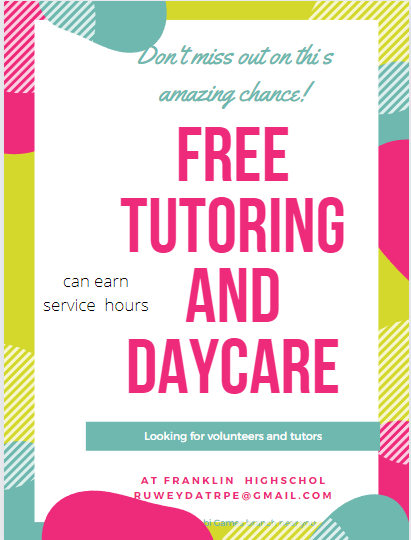 Don't miss out on thi s
amazing chance!
FREE
TUTORING
AND
DAYCARE
can earn
service hours
Looking for volunteers and tutors
AT FRANKLIN HIGHSCHOL
RUWEYDATRPE@GMAIL.COM